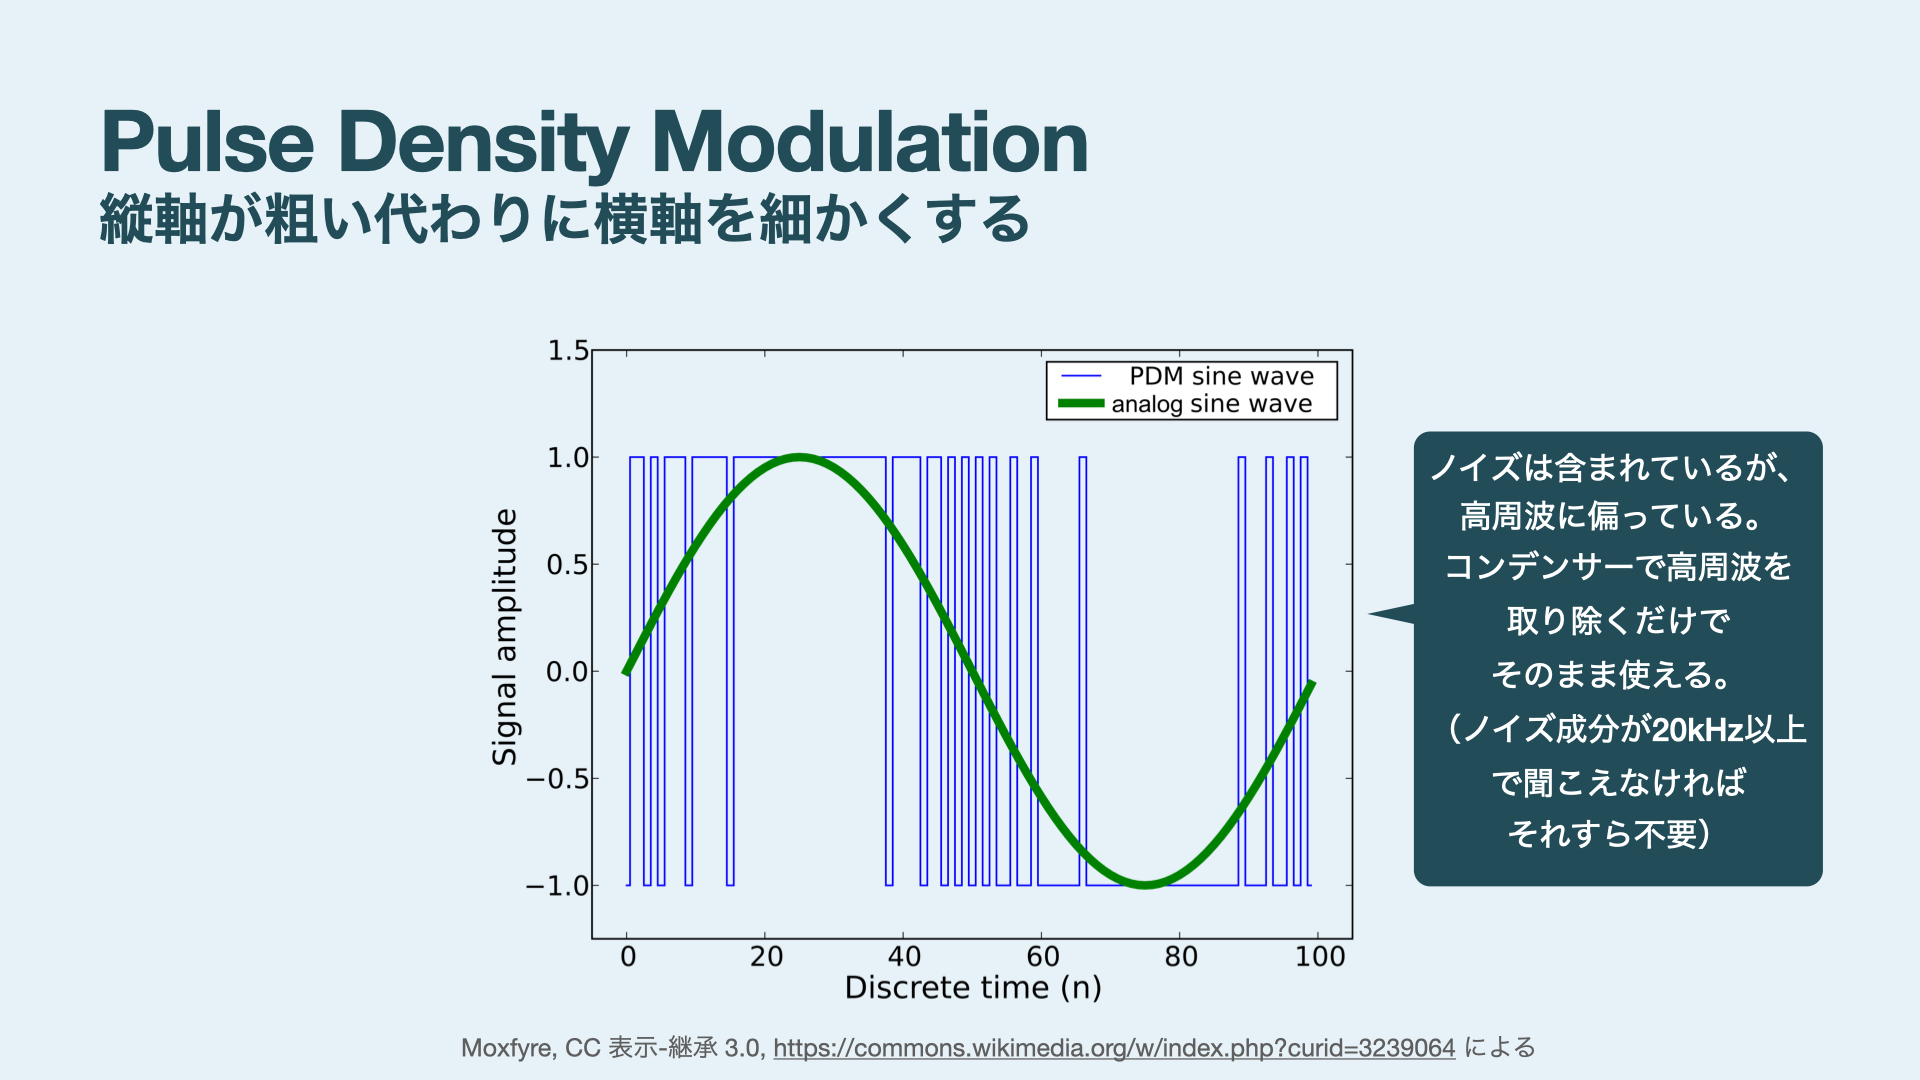 Pulse Density Modulation
縦軸が粗い代わりに横軸を細かくする
1.5
1.0
0.5
0.0
−0.5
−1.0
Signal amplitude
PDM sine wave
analog sine wave
0 20 40 60 80 100
Discrete time (n)
ノイズは含まれているが、
高周波に偏っている。
コンデンサーで高周波を
取り除くだけで
そのまま使える。
（ノイズ成分が20kHz以上
で聞こえなければ
それすら不要）
Moxfyre, CC 表示-継承 3.0, https://commons.wikimedia.org/w/index.php?curid=3239064 による